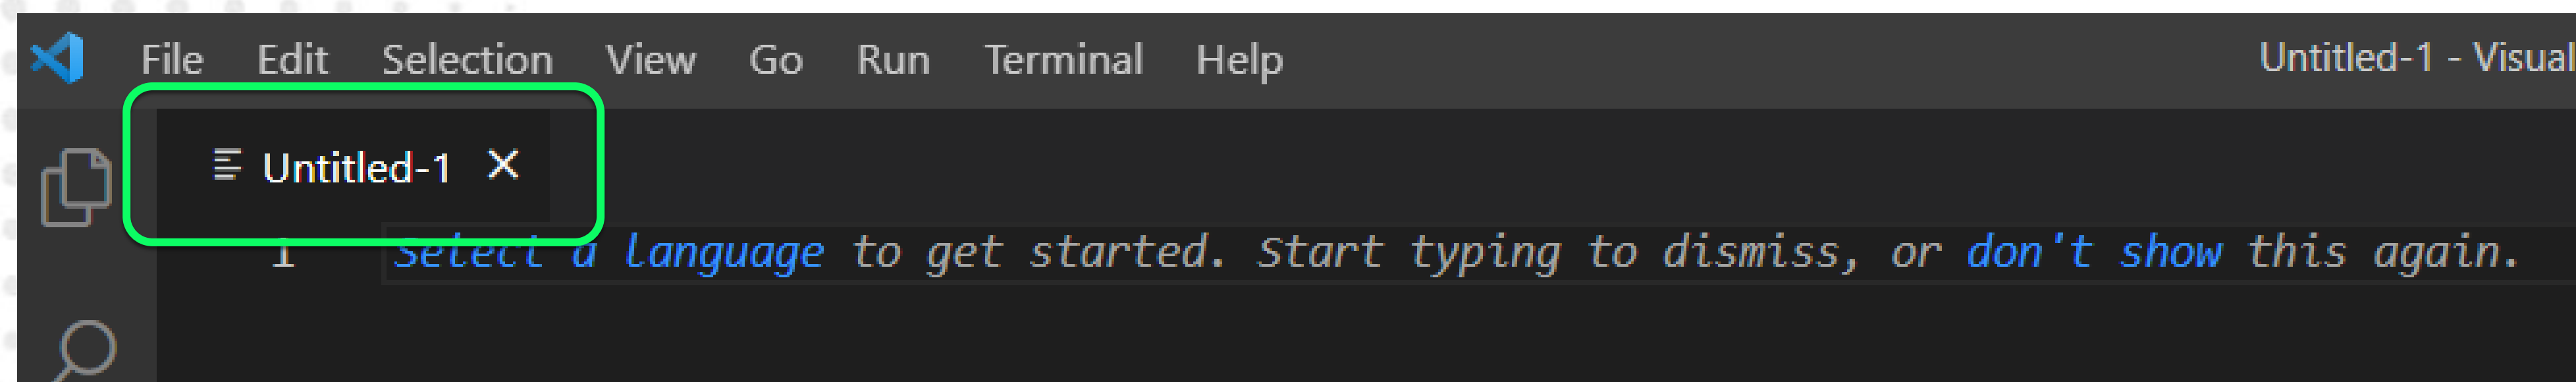 File Edit Selection View Go Run Terminal Help Untitled-1 - Visual
Untitled-1
1 Select a language to get started. Start typing to dismiss, or don't show this again.